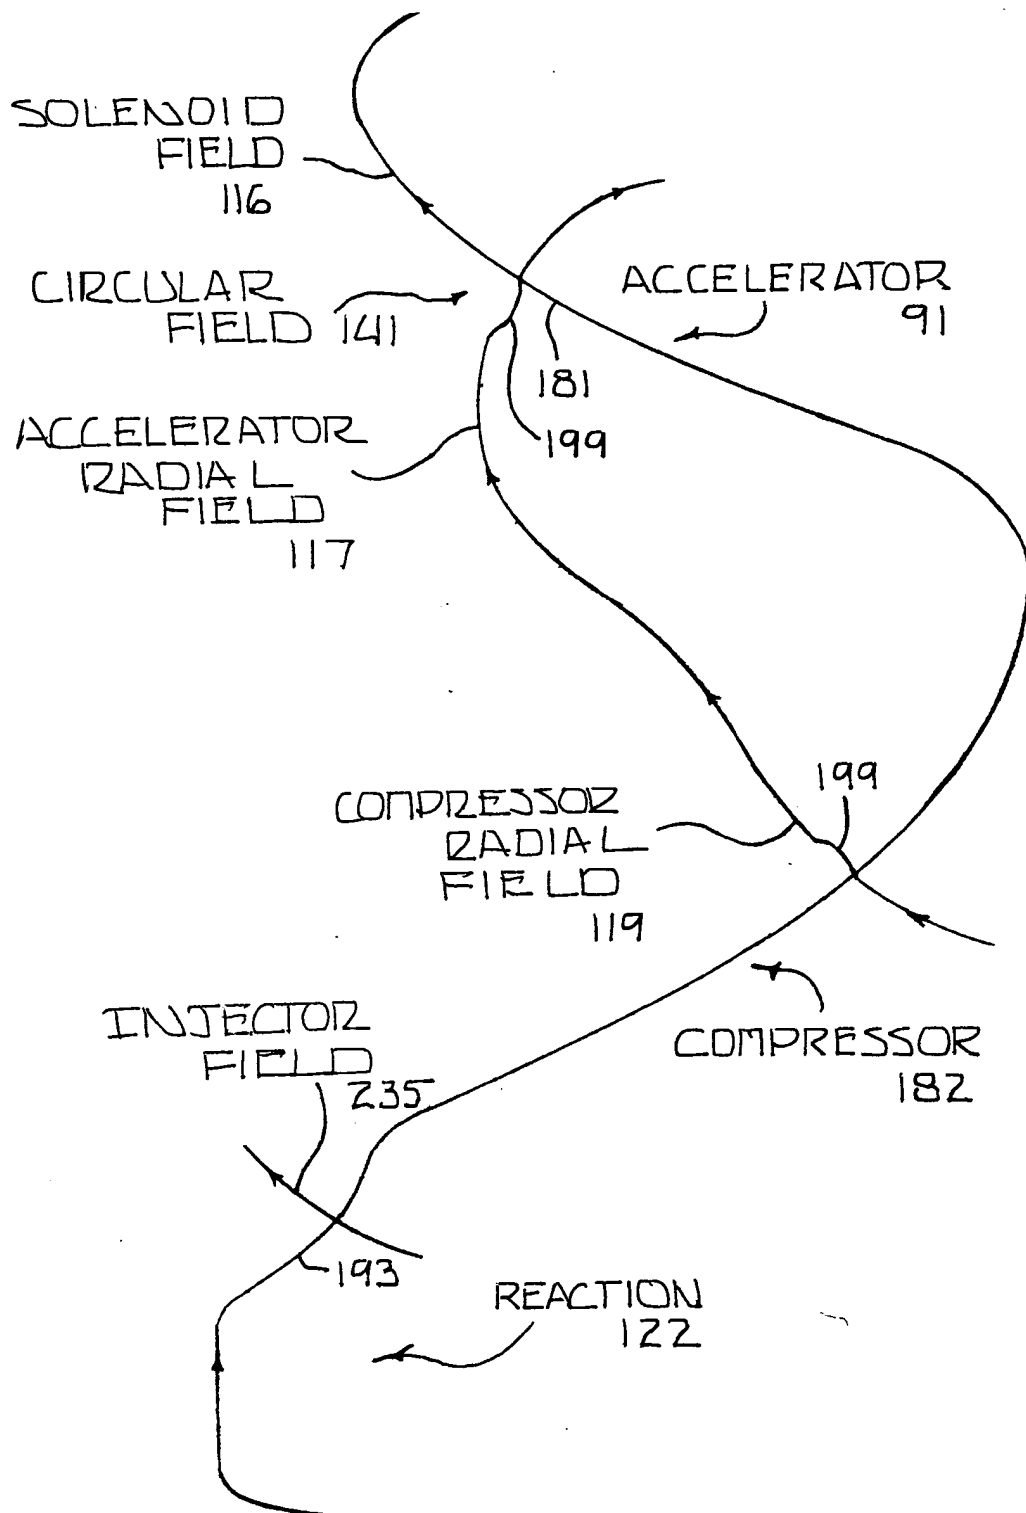 SOLENOID
FIELD
116
CIRCULAR
FIELD 141
ACCELERATOR
91
181
199
ACCELERATOR
RADIAL
FIELD
117
199
COMPRESSOR
RADIAL
FIELD
119
INJECTOR
FIELD
235
COMPRESSOR
182
193
REACTION
122